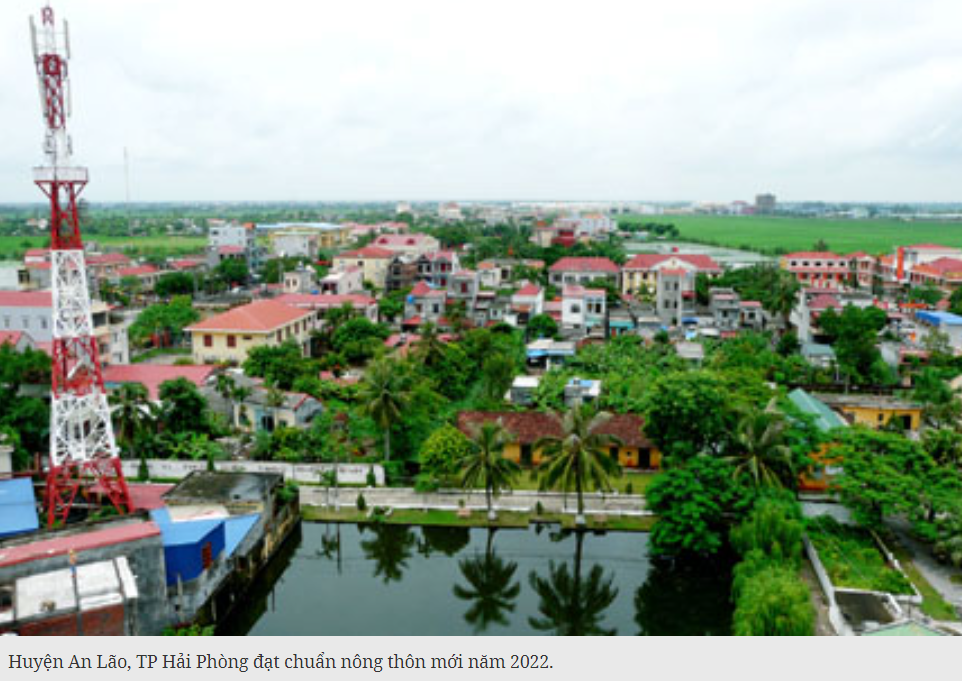 Huyện An Lão, TP Hải Phòng đạt chuẩn nông thôn mới năm 2022.